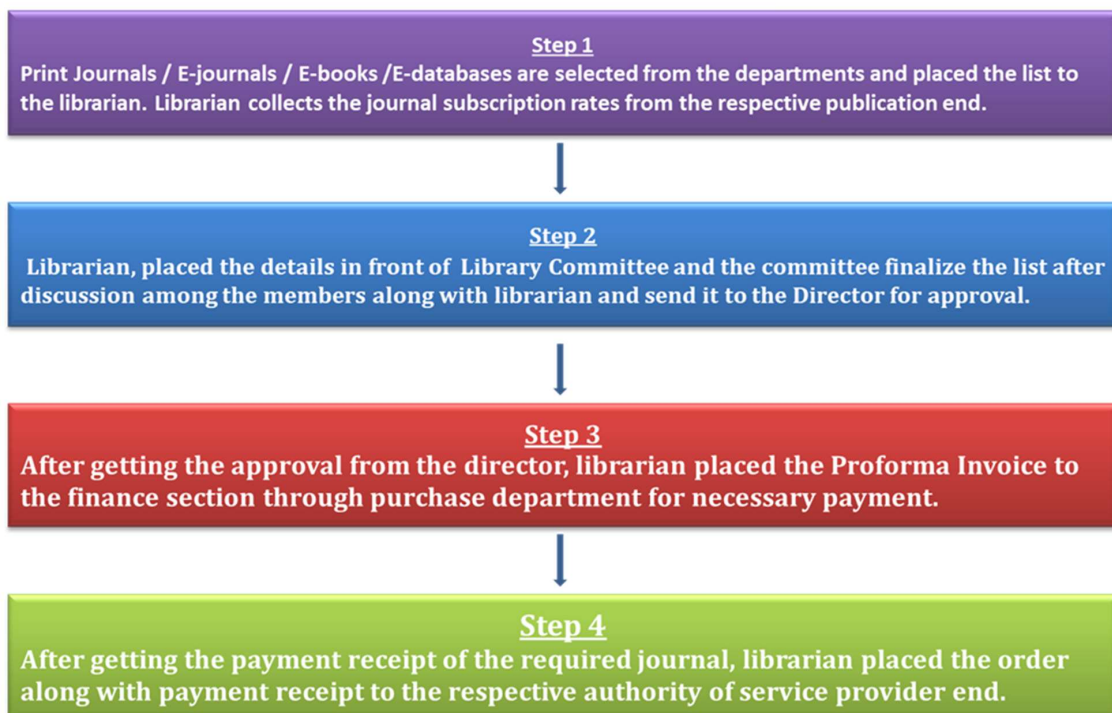 Step 1
Print Journals / E-journals / E-books /E-databases are selected from the departments and placed the list to
the librarian. Librarian collects the journal subscription rates from the respective publication end.
Step 2
Librarian, placed the details in front of Library Committee and the committee finalize the list after
discussion among the members along with librarian and send it to the Director for approval.
Step 3
After getting the approval from the director, librarian placed the Proforma Invoice to
the finance section through purchase department for necessary payment.
Step 4
After getting the payment receipt of the required journal, librarian placed the order
along with payment receipt to the respective authority of service provider end.